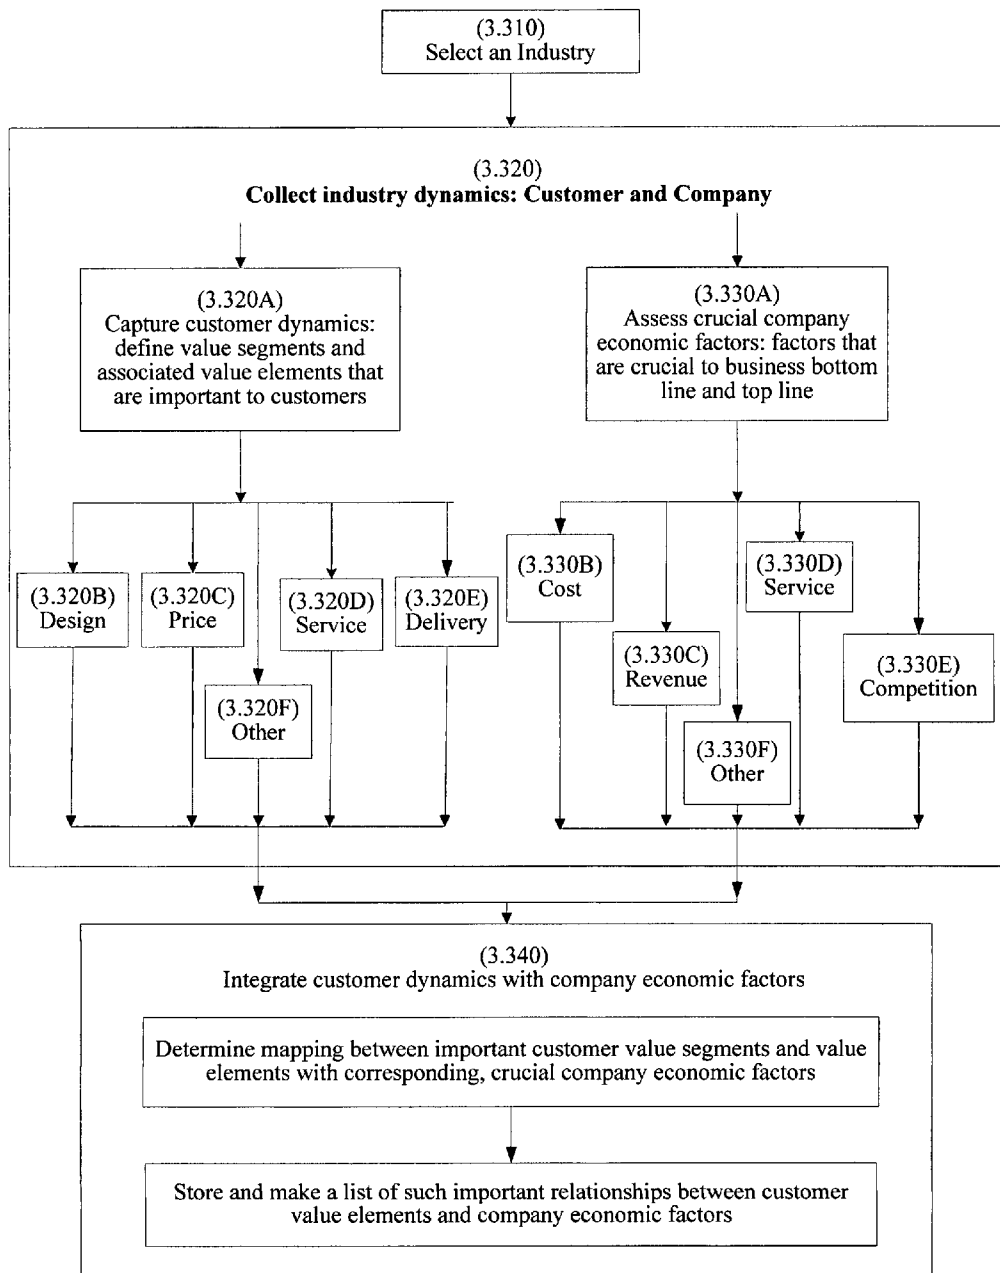 (3.310)
Select an Industry
(3.320)
Collect industry dynamics: Customer and Company
(3.320A)
Capture customer dynamics:
define value segments and
associated value elements that
are important to customers
(3.330A)
Assess crucial company
economic factors: factors that
are crucial to business bottom
line and top line
(3.320B)
Design
(3.320C)
Price
(3.320D)
Service
(3.320E)
Delivery
(3.320F)
Other
(3.330B)
Cost
(3.330C)
Revenue
(3.330D)
Service
(3.330E)
Competition
(3.330F)
Other
(3.340)
Integrate customer dynamics with company economic factors
Determine mapping between important customer value segments and value
elements with corresponding, crucial company economic factors
Store and make a list of such important relationships between customer
value elements and company economic factors